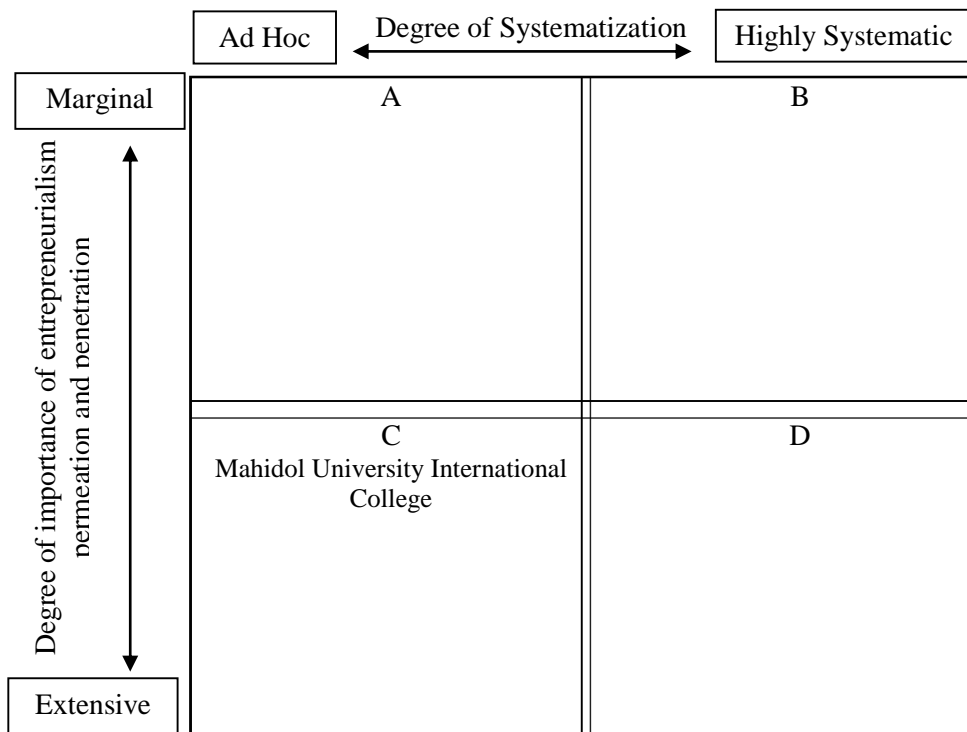 Ad Hoc
Degree of Systematization
Highly Systematic
Marginal
A
B
Degree of importance of entrepreneurialism
permeation and penetration
C
D
Mahidol University International
College
Extensive